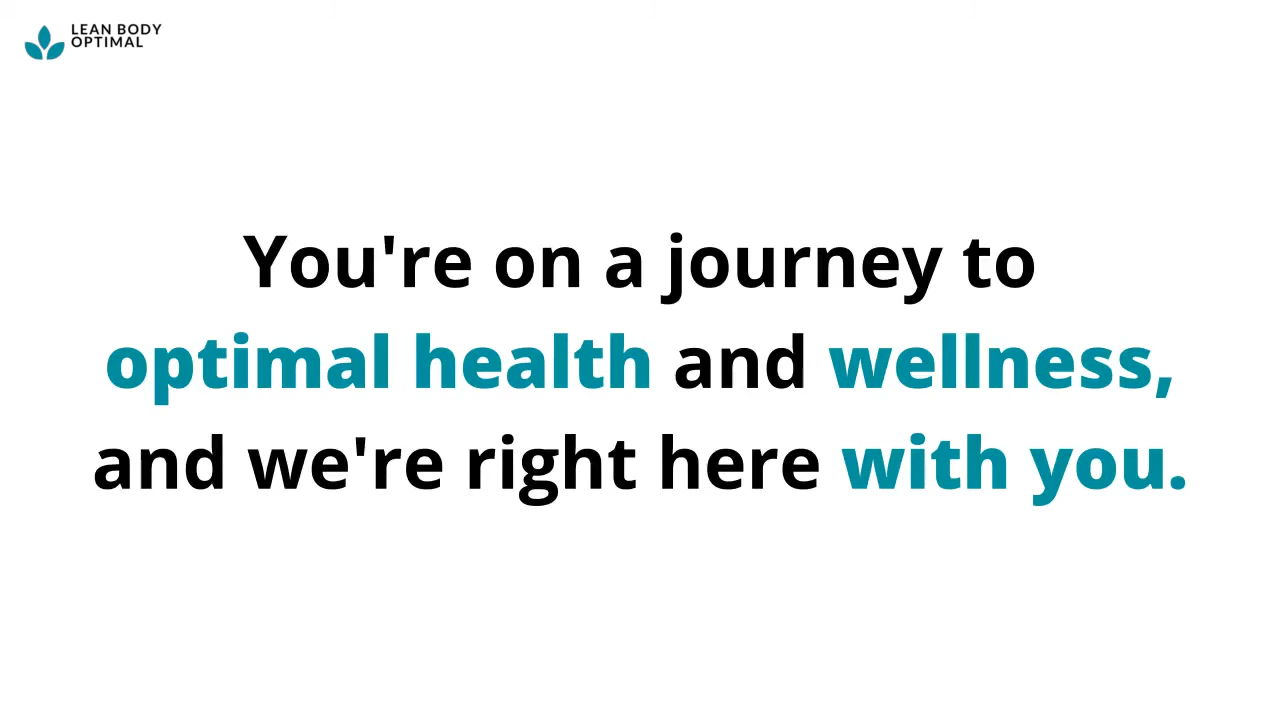 LEAN BODY
OPTIMAL
You're on a journey to
optimal health and wellness,
and we're right here with you.